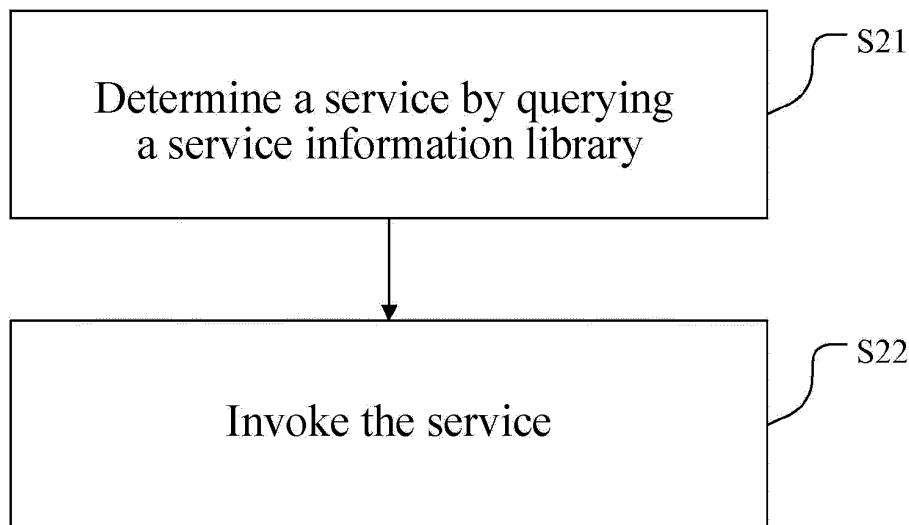 Determine a service by querying
a service information library
S21
Invoke the service
S22